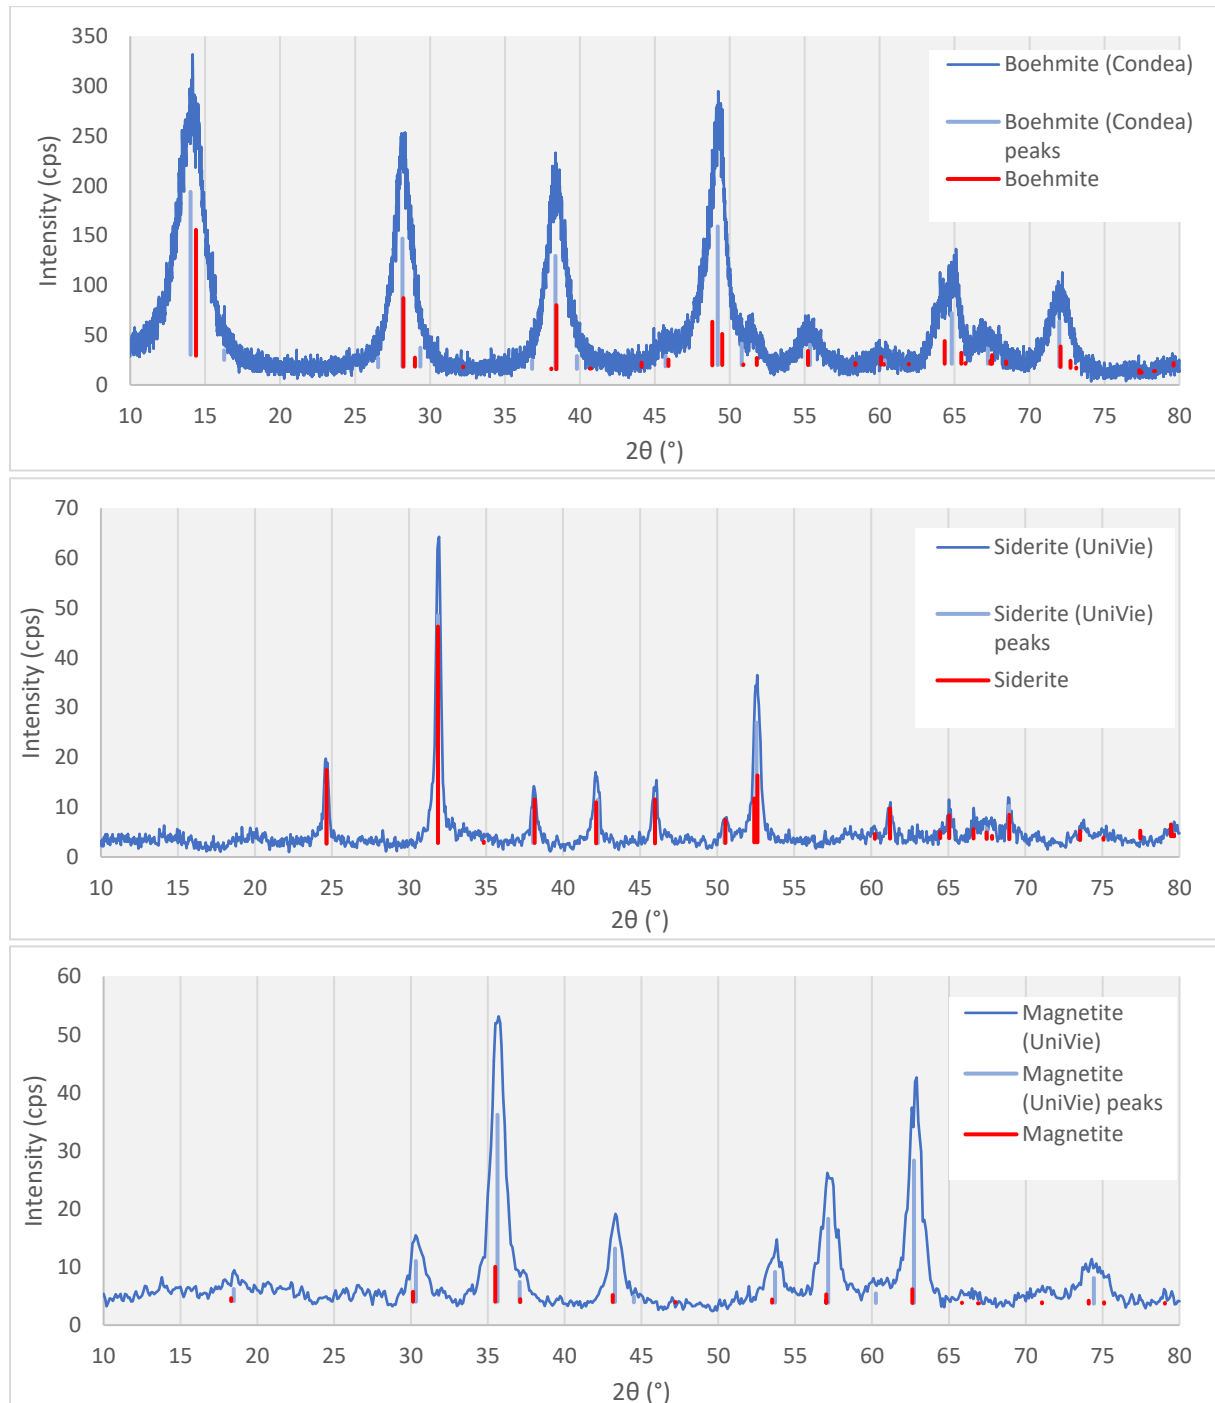 350
300
250
200
150
100
50
0
Intensity (cps)
Boehmite (Condea)
Boehmite (Condea)
peaks
Boehmite
10 15 20 25 30 35 40 45 50 55 60 65 70 75 80
2θ (°)
70
60
50
40
30
20
10
0
Intensity (cps)
Siderite (UniVie)
Siderite (UniVie)
peaks
Siderite
10 15 20 25 30 35 40 45 50 55 60 65 70 75 80
2θ (°)
60
50
40
30
20
10
0
Intensity (cps)
Magnetite
(UniVie)
Magnetite
(UniVie) peaks
Magnetite
10 15 20 25 30 35 40 45 50 55 60 65 70 75 80
2θ (°)